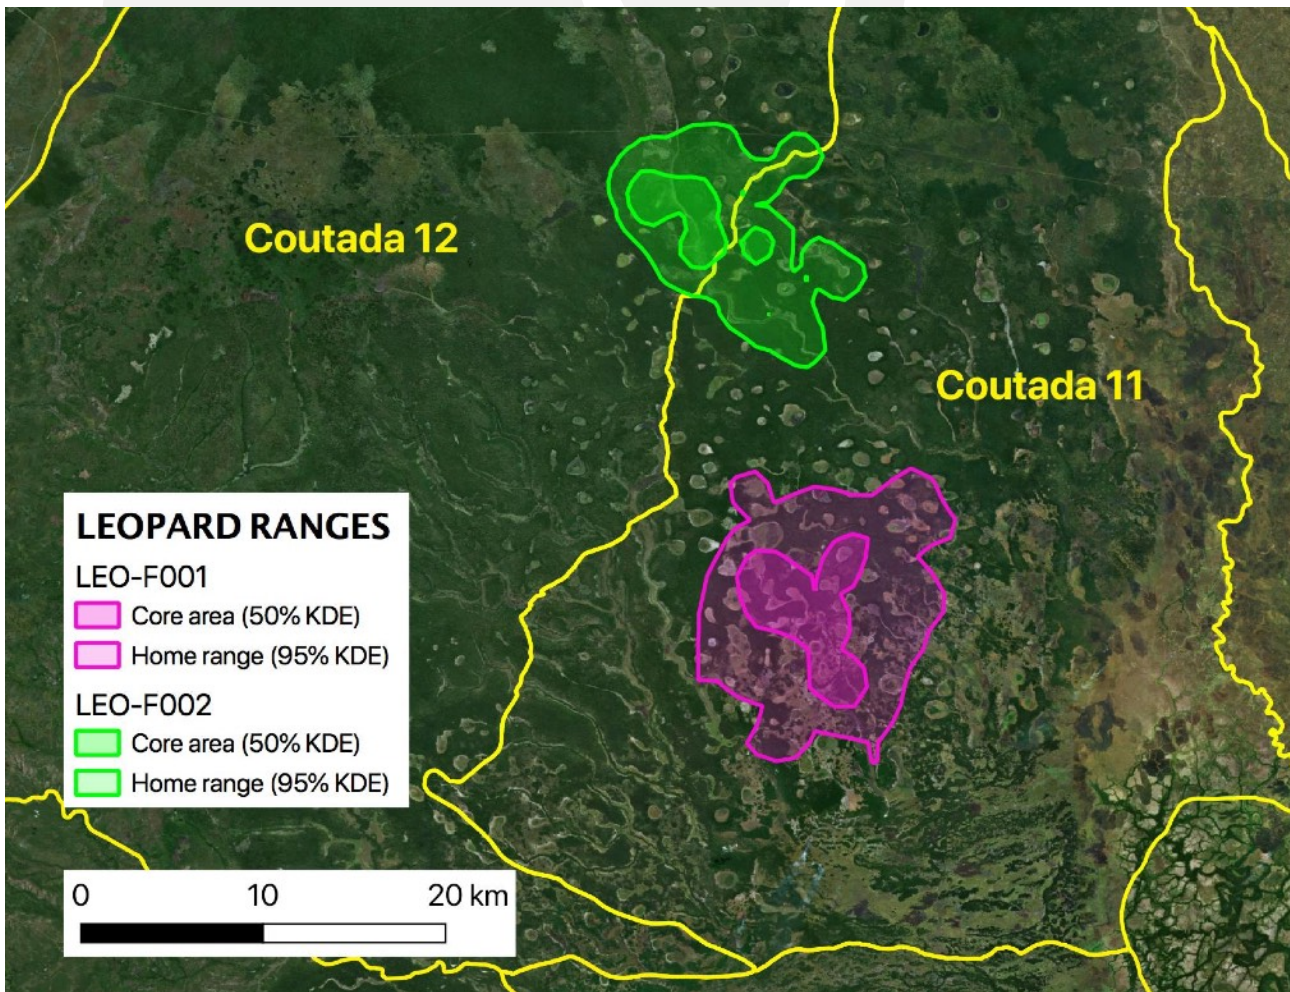 Coutada 12
Coutada 11
LEOPARD RANGES
LEO-F001
Core area (50% KDE)
Home range (95% KDE)
LEO-F002
Core area (50% KDE)
Home range (95% KDE)
0 10 20 km